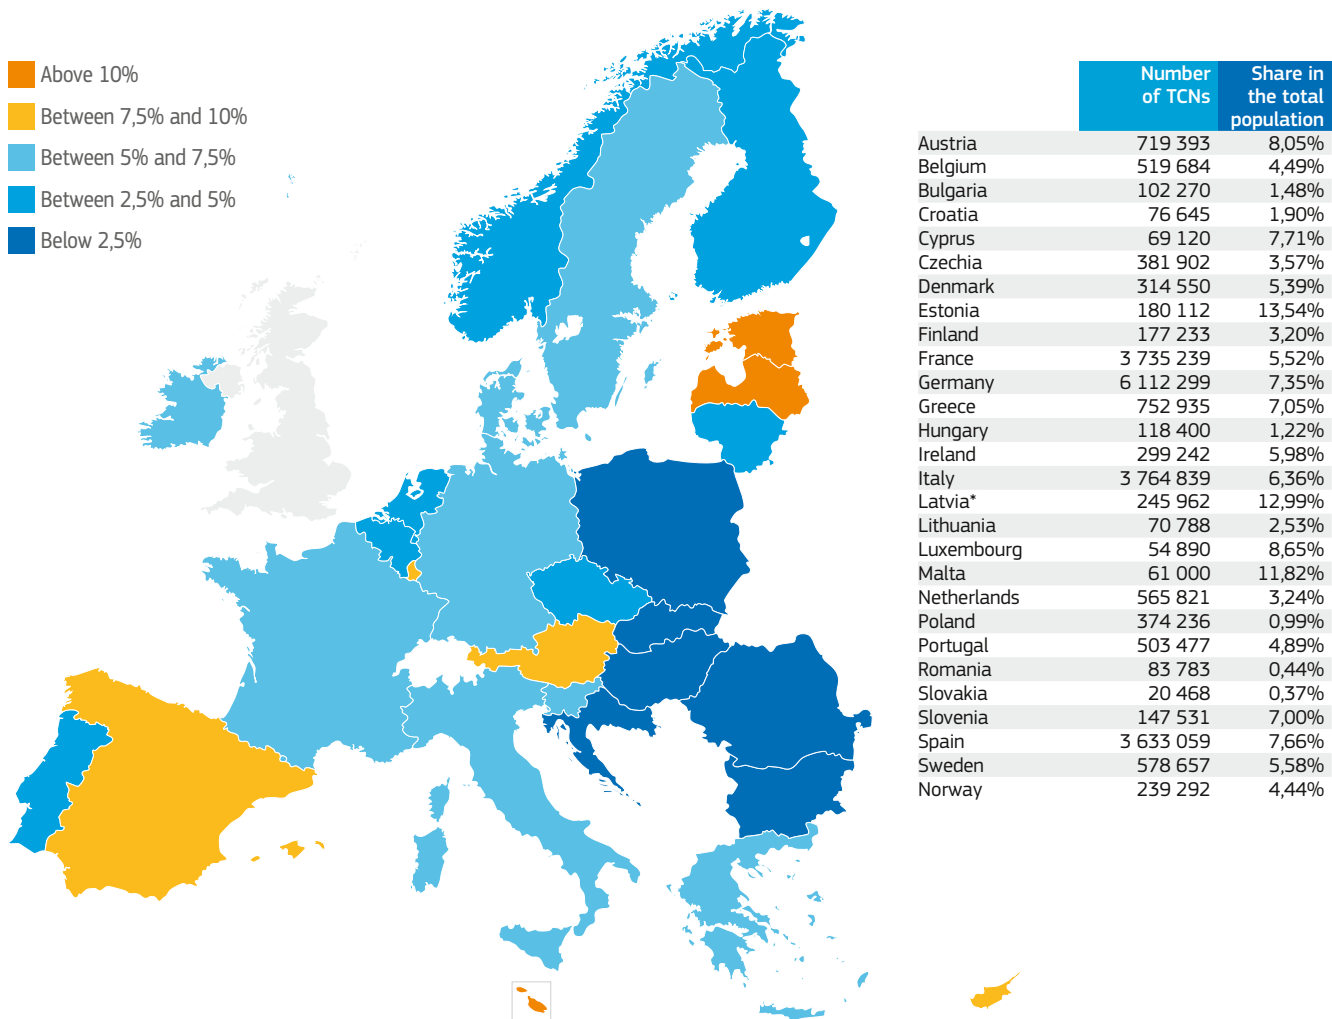 Above 10%
Between 7,5% and 10%
Between 5% and 7,5%
Between 2,5% and 5%
Below 2,5%
Number of TCNs Share in the total population
Austria 719 393 8,05%
Belgium 519 684 4,49%
Bulgaria 102 270 1,48%
Croatia 76 645 1,90%
Cyprus 69 120 7,71%
Czechia 381 902 3,57%
Denmark 314 550 5,39%
Estonia 180 112 13,54%
Finland 177 233 3,20%
France 3 735 239 5,52%
Germany 6 112 299 7,35%
Greece 752 935 7,05%
Hungary 118 400 1,22%
Ireland 299 242 5,98%
Italy 3 764 839 6,36%
Latvia* 245 962 12,99%
Lithuania 70 788 2,53%
Luxembourg 54 890 8,65%
Malta 61 000 11,82%
Netherlands 565 821 3,24%
Poland 374 236 0,99%
Portugal 503 477 4,89%
Romania 83 783 0,44%
Slovakia 20 468 0,37%
Slovenia 147 531 7,00%
Spain 3 633 059 7,66%
Sweden 578 657 5,58%
Norway 239 292 4,44%